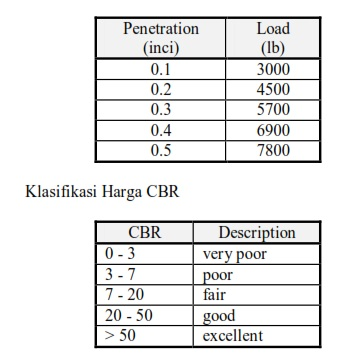 Penetration Load
(inci) (lb)
0.1 3000
0.2 4500
0.3 5700
0.4 6900
0.5 7800
Klasifikasi Harga CBR
CBR Description
0 - 3 very poor
3 - 7 poor
7 - 20 fair
20 - 50 good
> 50 excellent